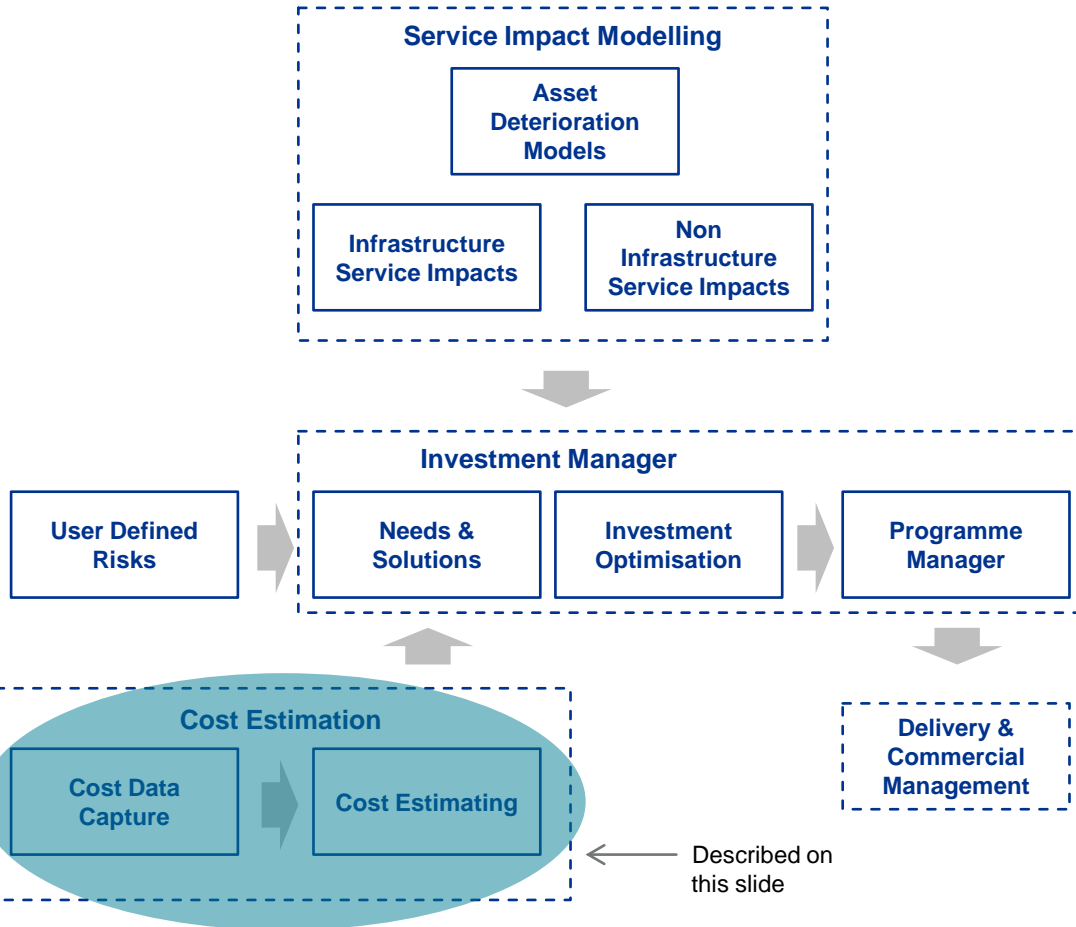 Service Impact Modelling
Asset
Deterioration
Models
Infrastructure
Service Impacts
Non
Infrastructure
Service Impacts
Investment Manager
User Defined
Risks
Needs &
Solutions
Investment
Optimisation
Programme
Manager
Cost Estimation
Cost Data
Capture
Cost Estimating
Delivery &
Commercial
Management
Described on
this slide